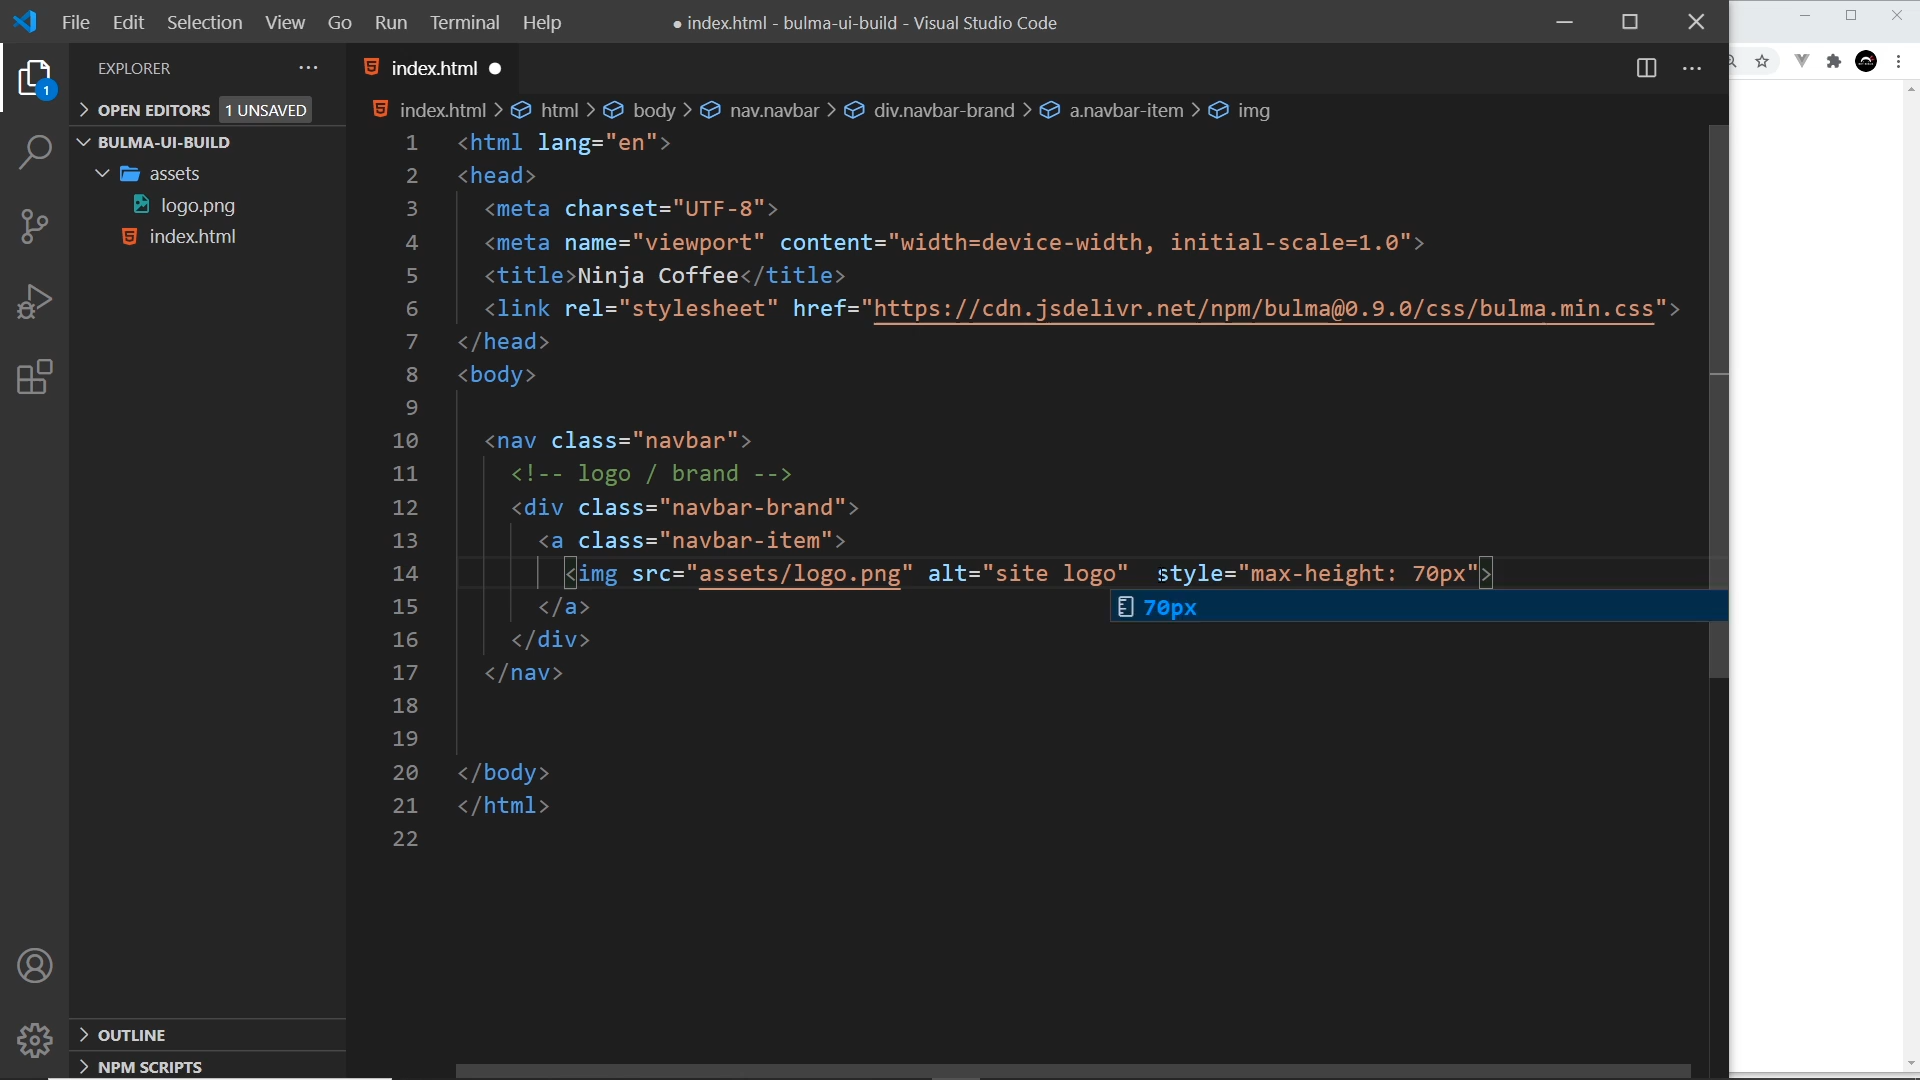 File Edit Selection View Go Run Terminal Help
● index.html - bulma-ui-build - Visual Studio Code
EXPLORER
index.html
1
OPEN EDITORS 1 UNSAVED
index.html > html > body > nav.navbar > div.navbar-brand > a.navbar-item > img
BULMA-UI-BUILD
assets
logo.png
index.html
1 <html lang="en">
2 <head>
3 <meta charset="UTF-8">
4 <meta name="viewport" content="width=device-width, initial-scale=1.0">
5 <title>Ninja Coffee</title>
6 <link rel="stylesheet" href="https://cdn.jsdelivr.net/npm/bulma@0.9.0/css/bulma.min.css">
7 </head>
8 <body>
9
10 <nav class="navbar">
11 <!-- logo / brand -->
12 <div class="navbar-brand">
13 <a class="navbar-item">
14 <img src="assets/logo.png" alt="site logo"  style="max-height: 70px">
70px
15 </a>
16 </div>
17 </nav>
18
19
20 </body>
21 </html>
22
OUTLINE
NPM SCRIPTS